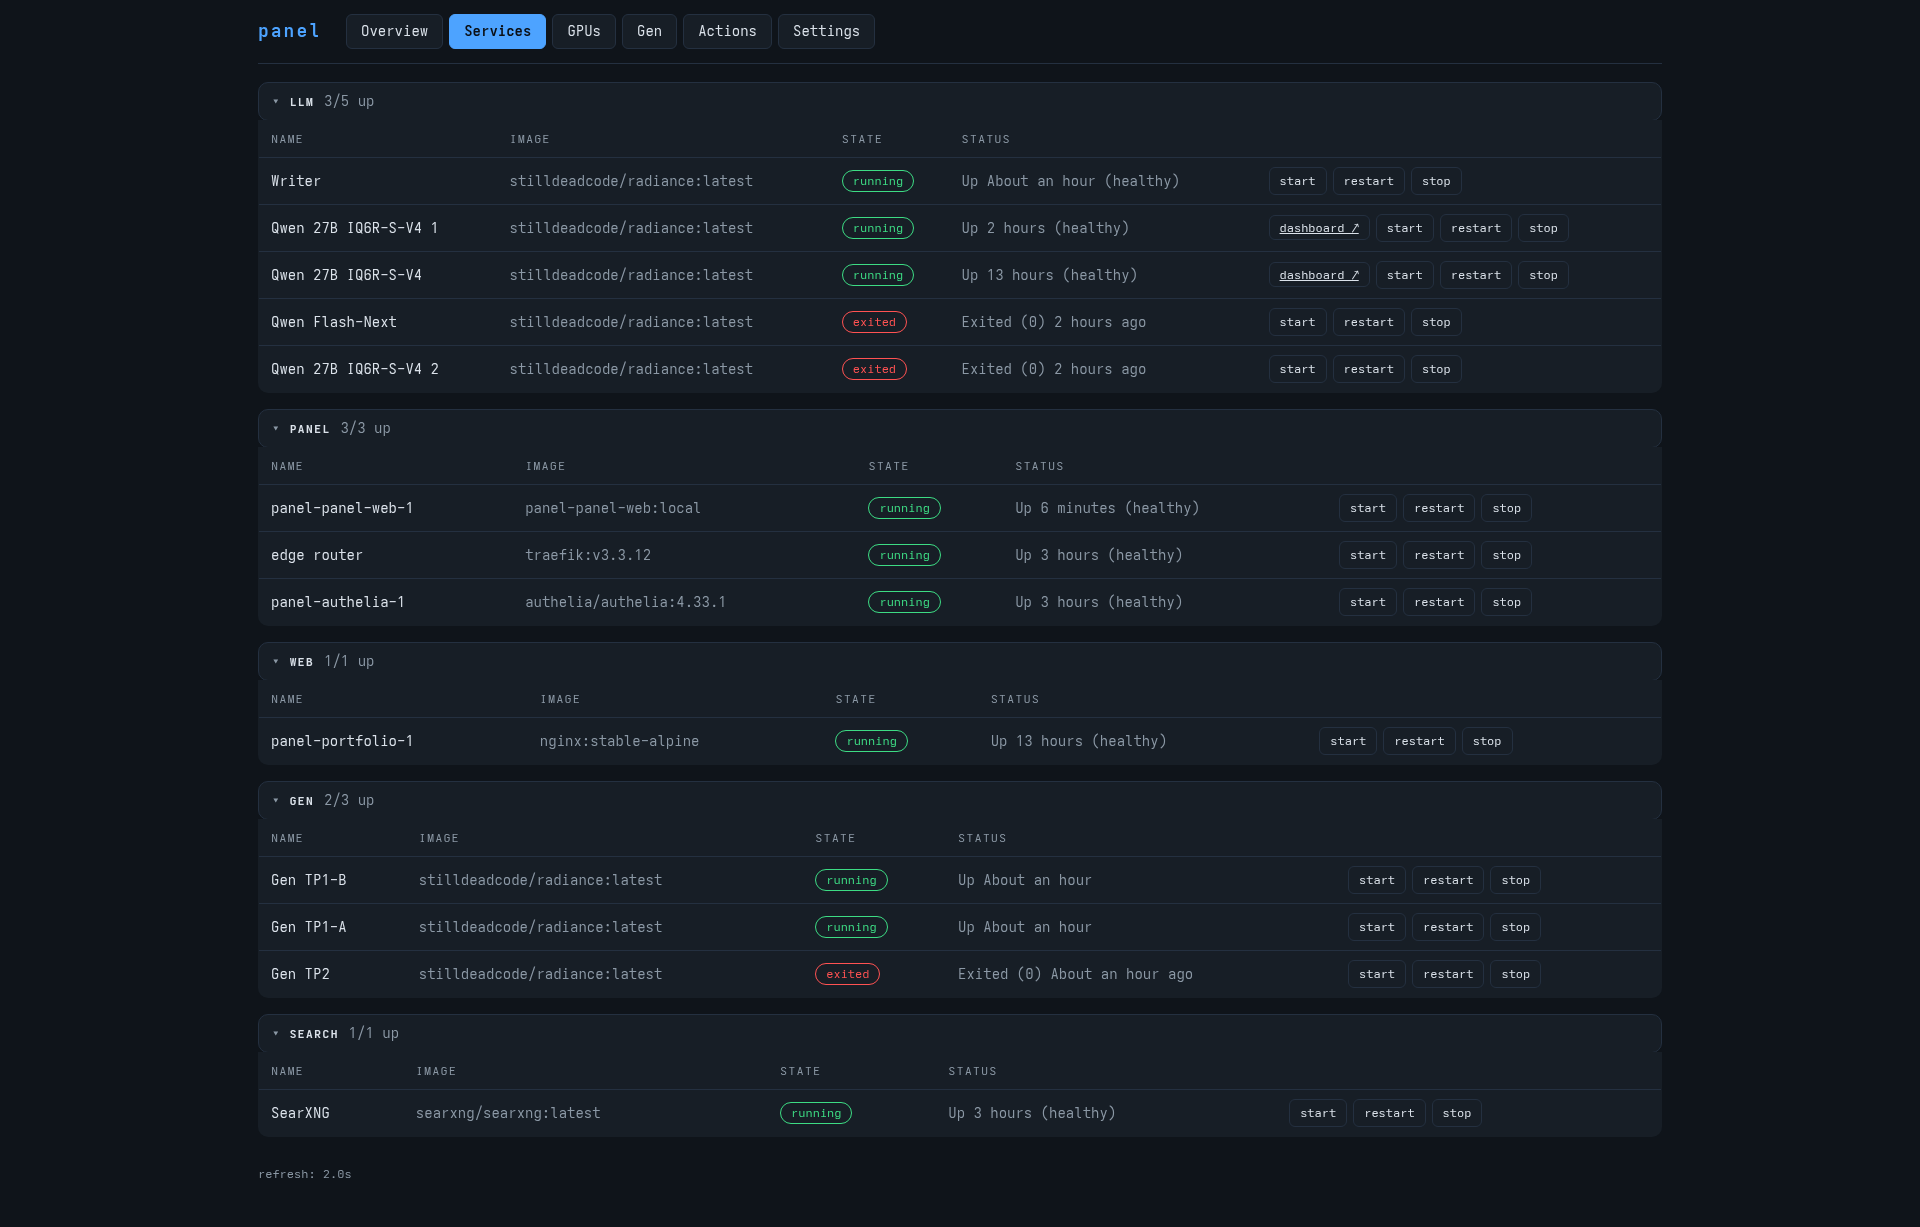 panel Overview Services GPUs Gen Actions Settings
▾ LLM 3/5 up
NAME IMAGE STATE STATUS
Writer stilldeadcode/radiance:latest running Up About an hour (healthy) start restart stop
Qwen 27B IQ6R-S-V4 1 stilldeadcode/radiance:latest running Up 2 hours (healthy) dashboard ↗ start restart stop
Qwen 27B IQ6R-S-V4 stilldeadcode/radiance:latest running Up 13 hours (healthy) dashboard ↗ start restart stop
Qwen Flash-Next stilldeadcode/radiance:latest exited Exited (0) 2 hours ago start restart stop
Qwen 27B IQ6R-S-V4 2 stilldeadcode/radiance:latest exited Exited (0) 2 hours ago start restart stop
▾ PANEL 3/3 up
NAME IMAGE STATE STATUS
panel-panel-web-1 panel-panel-web:local running Up 6 minutes (healthy) start restart stop
edge router traefik:v3.3.12 running Up 3 hours (healthy) start restart stop
panel-authelia-1 authelia/authelia:4.33.1 running Up 3 hours (healthy) start restart stop
▾ WEB 1/1 up
NAME IMAGE STATE STATUS
panel-portfolio-1 nginx:stable-alpine running Up 13 hours (healthy) start restart stop
▾ GEN 2/3 up
NAME IMAGE STATE STATUS
Gen TP1-B stilldeadcode/radiance:latest running Up About an hour start restart stop
Gen TP1-A stilldeadcode/radiance:latest running Up About an hour start restart stop
Gen TP2 stilldeadcode/radiance:latest exited Exited (0) About an hour ago start restart stop
▾ SEARCH 1/1 up
NAME IMAGE STATE STATUS
SearXNG searxng/searxng:latest running Up 3 hours (healthy) start restart stop
refresh: 2.0s